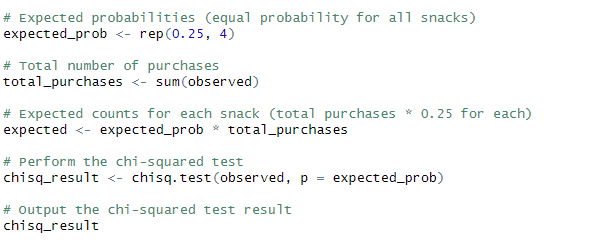 # Expected probabilities (equal probability for all snacks)
expected_prob <- rep(0.25, 4)
# Total number of purchases
total_purchases <- sum(observed)
# Expected counts for each snack (total purchases * 0.25 for each)
expected <- expected_prob * total_purchases
# Perform the chi-squared test
chisq_result <- chisq.test(observed, p = expected_prob)
# Output the chi-squared test result
chisq_result